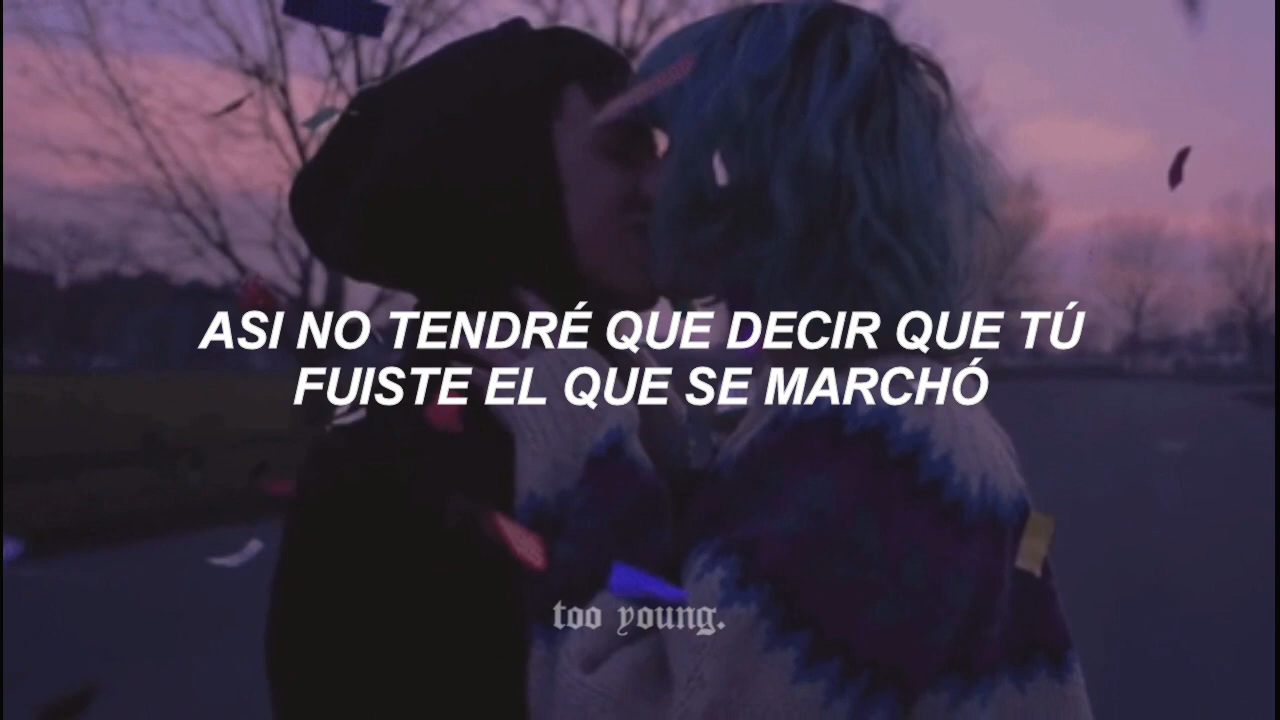 ASI NO TENDRÉ QUE DECIR QUE TÚ
FUISTE EL QUE SE MARCHÓ
too young.